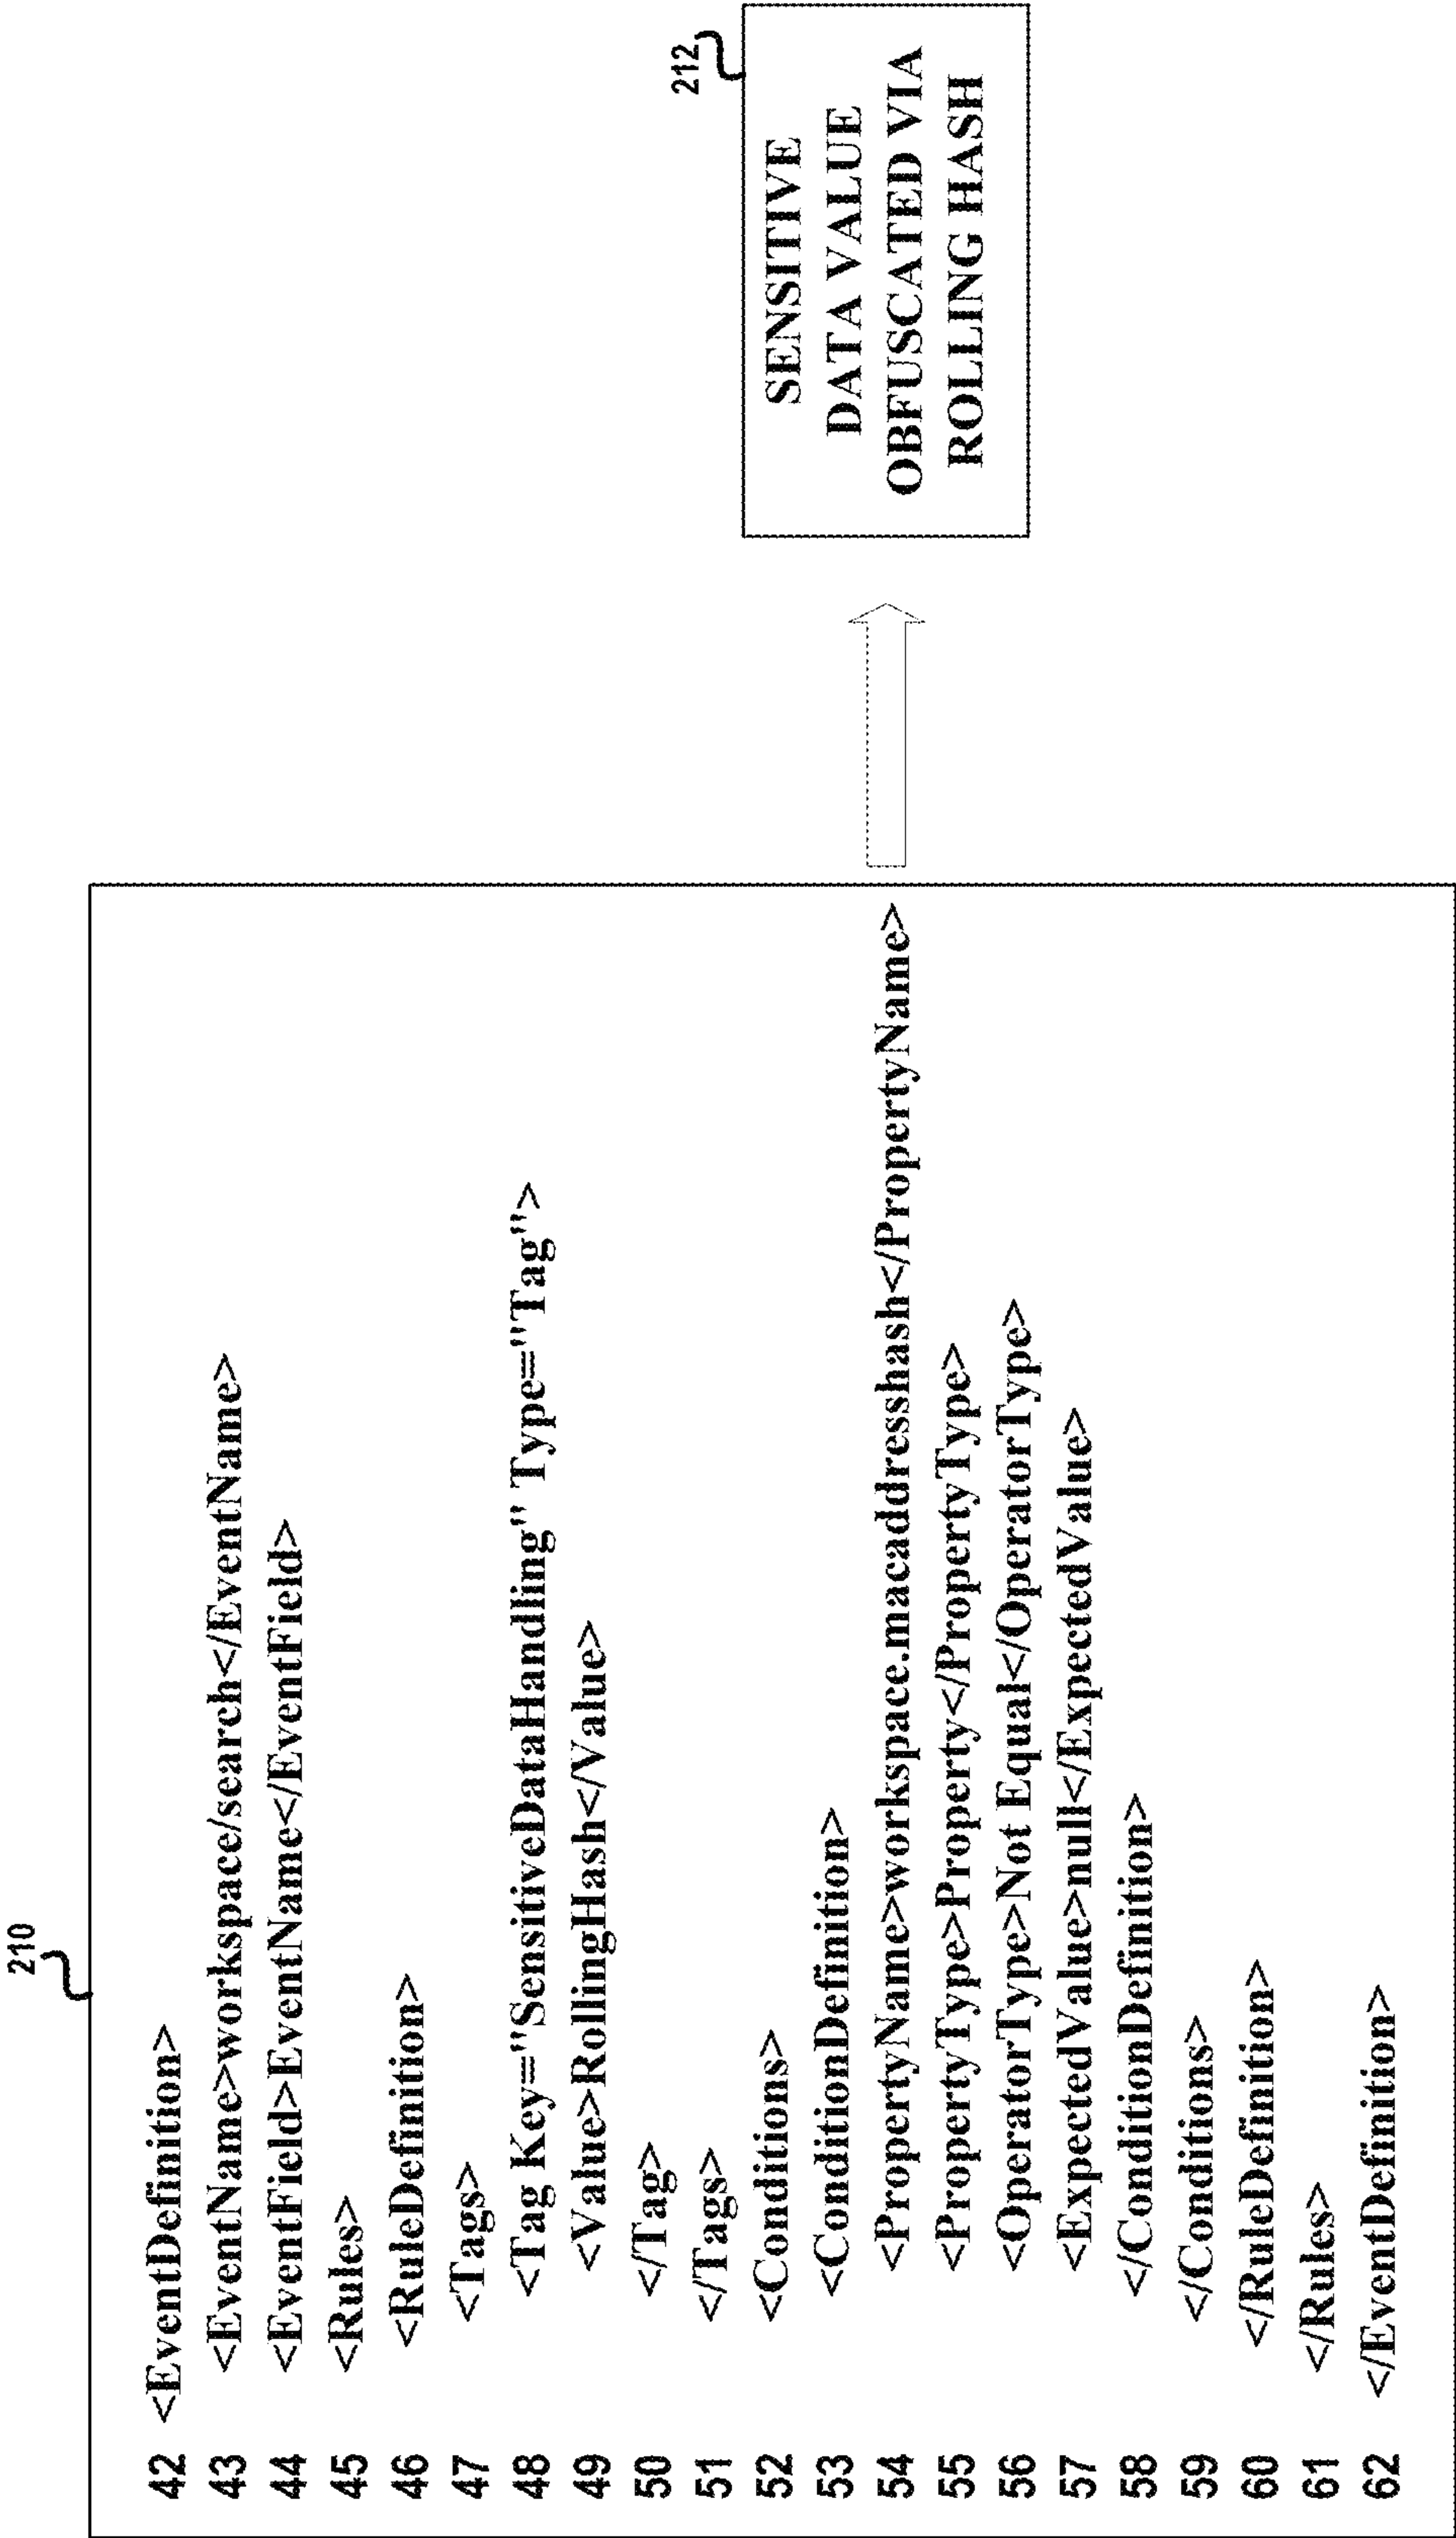 210
42 <EventDefinition>
43 <EventName>workspace/search</EventName>
44 <EventField>EventName</EventField>
45 <Rules>
46 <RuleDefinition>
47 <Tags>
48 <Tag Key="SensitiveDataHandling" Type="Tag">
49 <Value>RollingHash</Value>
50 </Tag>
51 </Tags>
52 <Conditions>
53 <ConditionDefinition>
54 <PropertyName>workspace.macaddresshash</PropertyName>
55 <PropertyType>Property</PropertyType>
56 <OperatorType>Not Equal</OperatorType>
57 <ExpectedValue>null</ExpectedValue>
58 </ConditionDefinition>
59 </Conditions>
60 </RuleDefinition>
61 </Rules>
62 </EventDefinition>
212
SENSITIVE
DATA VALUE
OBFUSCATED VIA
ROLLING HASH